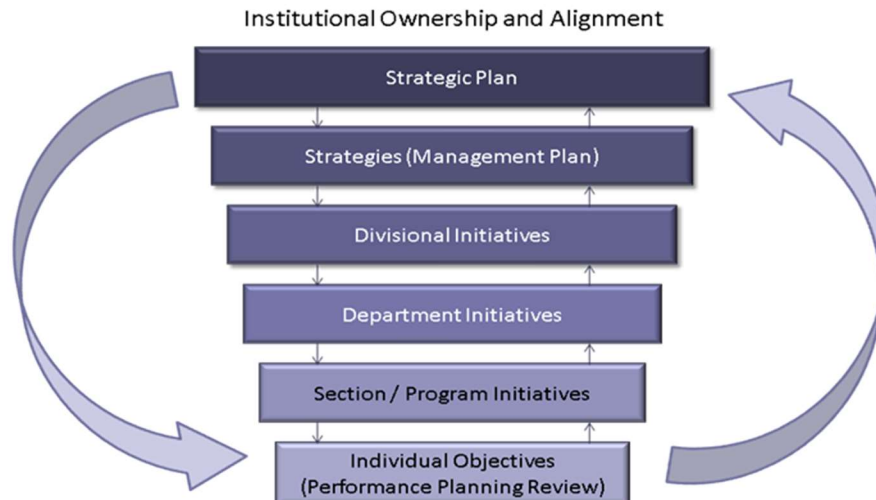 Institutional Ownership and Alignment
Strategic Plan
Strategies (Management Plan)
Divisional Initiatives
Department Initiatives
Section / Program Initiatives
Individual Objectives
(Performance Planning Review)